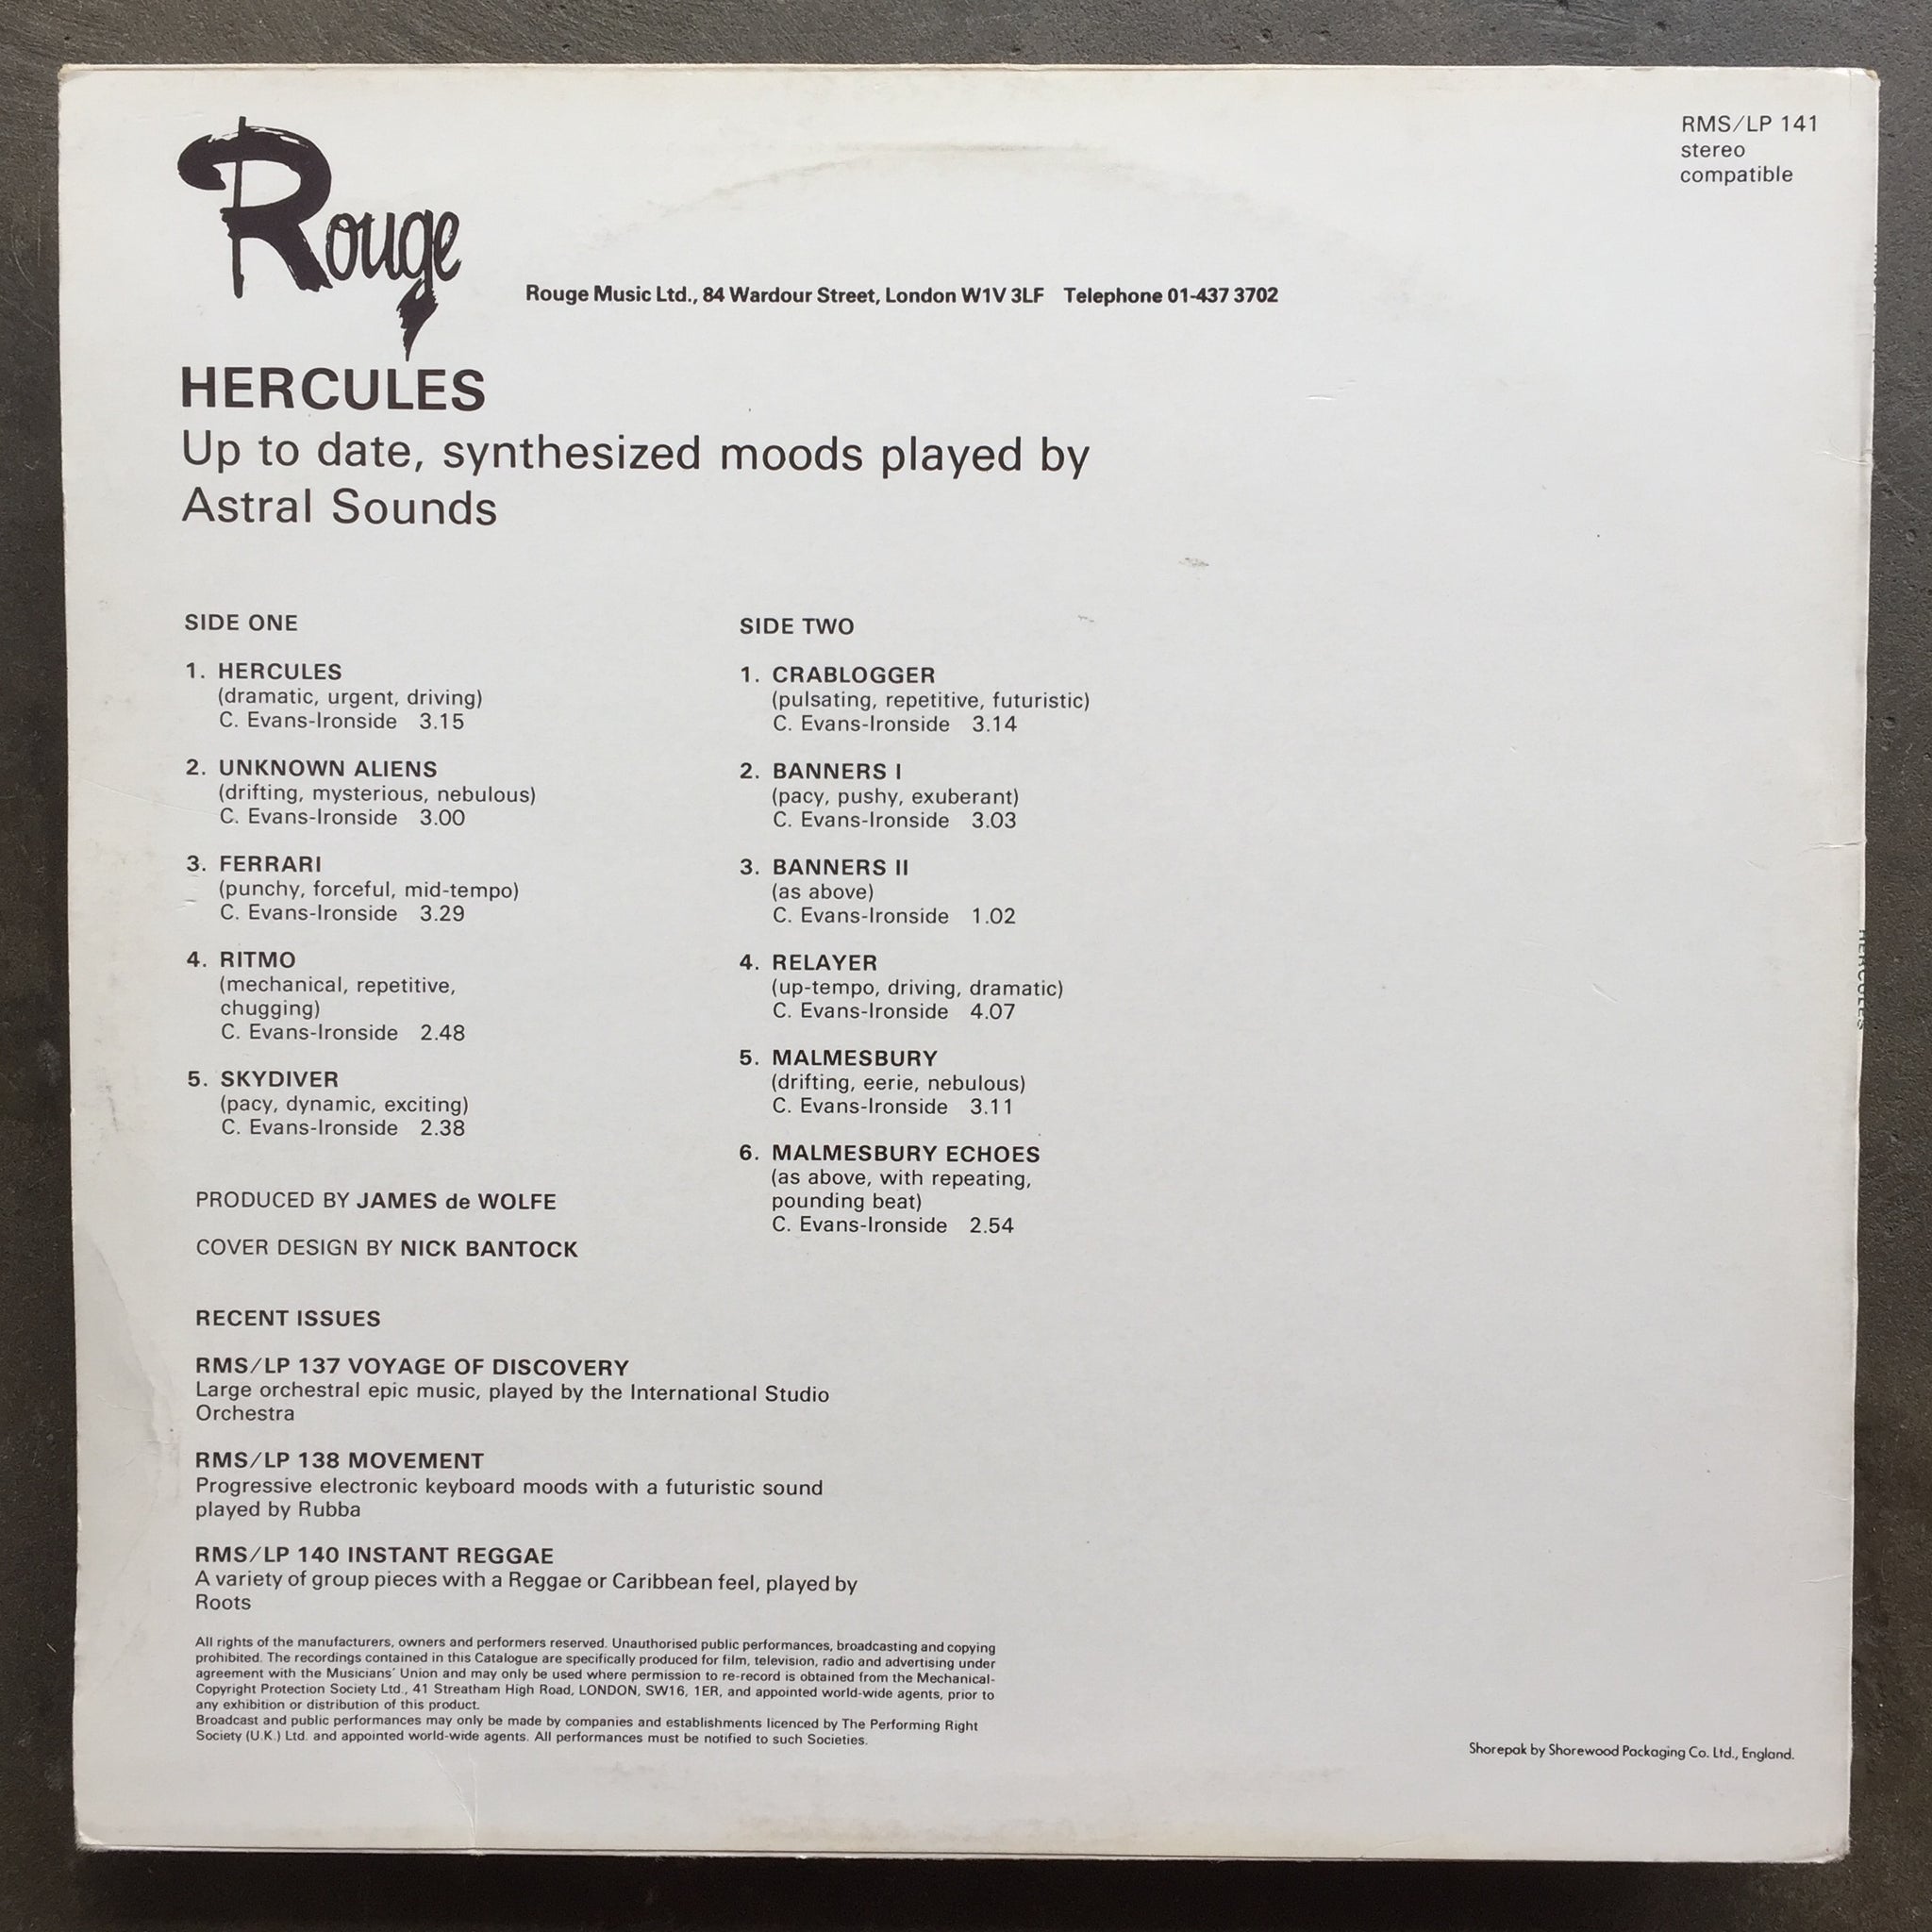 Rouge
RMS/LP 141
stereo
compatible
Rouge Music Ltd., 84 Wardour Street, London W1V 3LF Telephone 01-437 3702
HERCULES
Up to date, synthesized moods played by
Astral Sounds
SIDE ONE
1. HERCULES
(dramatic, urgent, driving)
C. Evans-Ironside 3.15
2. UNKNOWN ALIENS
(drifting, mysterious, nebulous)
C. Evans-Ironside 3.00
3. FERRARI
(punchy, forceful, mid-tempo)
C. Evans-Ironside 3.29
4. RITMO
(mechanical, repetitive,
chugging)
C. Evans-Ironside 2.48
5. SKYDIVER
(pacy, dynamic, exciting)
C. Evans-Ironside 2.38
SIDE TWO
1. CRABLOGGER
(pulsating, repetitive, futuristic)
C. Evans-Ironside 3.14
2. BANNERS I
(pacy, pushy, exuberant)
C. Evans-Ironside 3.03
3. BANNERS II
(as above)
C. Evans-Ironside 1.02
4. RELAYER
(up-tempo, driving, dramatic)
C. Evans-Ironside 4.07
5. MALMESBURY
(drifting, eerie, nebulous)
C. Evans-Ironside 3.11
6. MALMESBURY ECHOES
(as above, with repeating,
pounding beat)
C. Evans-Ironside 2.54
PRODUCED BY JAMES de WOLFE
COVER DESIGN BY NICK BANTOCK
RECENT ISSUES
RMS/LP 137 VOYAGE OF DISCOVERY
Large orchestral epic music, played by the International Studio
Orchestra
RMS/LP 138 MOVEMENT
Progressive electronic keyboard moods with a futuristic sound
played by Rubba
RMS/LP 140 INSTANT REGGAE
A variety of group pieces with a Reggae or Caribbean feel, played by
Roots
All rights of the manufacturers, owners and performers reserved. Unauthorised public performances, broadcasting and copying
prohibited. The recordings contained in this Catalogue are specifically produced for film, television, radio and advertising under
agreement with the Musicians' Union and may only be used where permission to re-record is obtained from the Mechanical-
Copyright Protection Society Ltd., 41 Streatham High Road, LONDON, SW16, 1ER, and appointed world-wide agents, prior to
any exhibition or distribution of this product.
Broadcast and public performances may only be made by companies and establishments licenced by The Performing Right
Society (U.K.) Ltd. and appointed world-wide agents. All performances must be notified to such Societies.
Shorepak by Shorewood Packaging Co. Ltd., England.
HERCULES